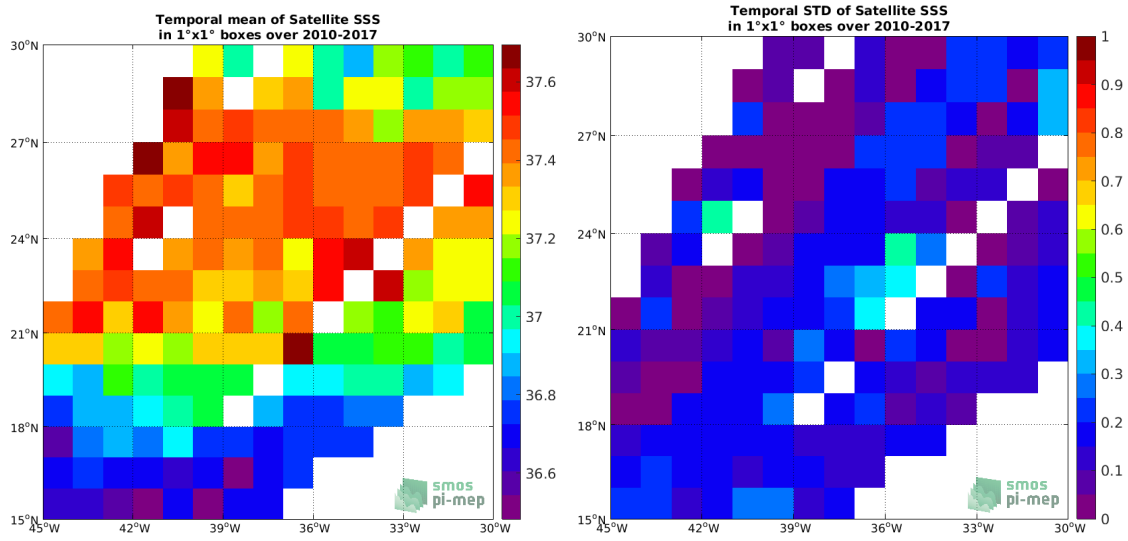 Temporal mean of Satellite SSS
in 1°x1° boxes over 2010-2017
30°N
27°N
24°N
21°N
18°N
15°N
45°W
42°W
39°W
36°W
33°W
30°W
37.6
37.4
37.2
37
36.8
36.6
smos
pi-mep
Temporal STD of Satellite SSS
in 1°x1° boxes over 2010-2017
30°N
27°N
24°N
21°N
18°N
15°N
45°W
42°W
39°W
36°W
33°W
30°W
1
0.9
0.8
0.7
0.6
0.5
0.4
0.3
0.2
0.1
0
smos
pi-mep